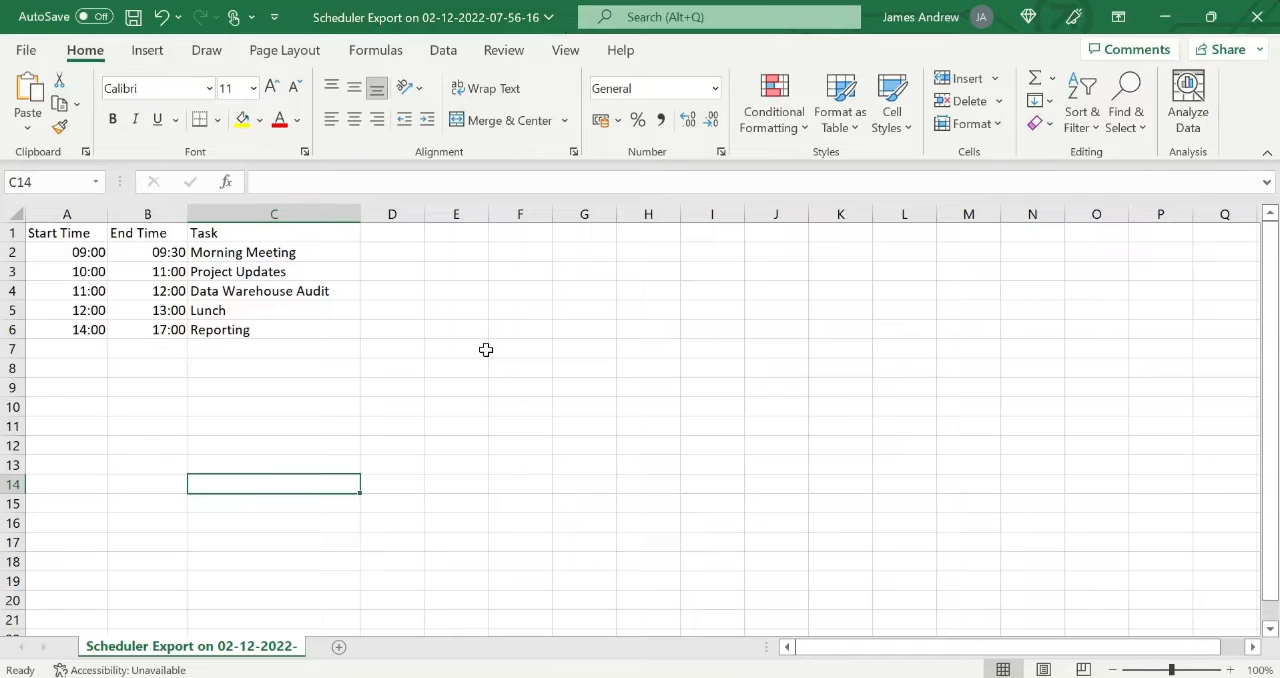 AutoSave Off Scheduler Export on 02-12-2022-07-56-16 Search (Alt+Q) James Andrew JA
File Home Insert Draw Page Layout Formulas Data Review View Help Comments Share
Paste Calibri 11 Wrap Text General Conditional Formatting Format as Table Cell Styles Insert Sort & Filter Find & Select Analyze Data
B I U Merge & Center % Delete
Format
Clipboard Font Alignment Number Styles Cells Editing Analysis
C14 fx
A B C D E F G H I J K L M N O P Q
1 Start Time End Time Task
2 09:00 09:30 Morning Meeting
3 10:00 11:00 Project Updates
4 11:00 12:00 Data Warehouse Audit
5 12:00 13:00 Lunch
6 14:00 17:00 Reporting
7
8
9
10
11
12
13
14
15
16
17
18
19
20
21
Scheduler Export on 02-12-2022-
Ready Accessibility: Unavailable 100%